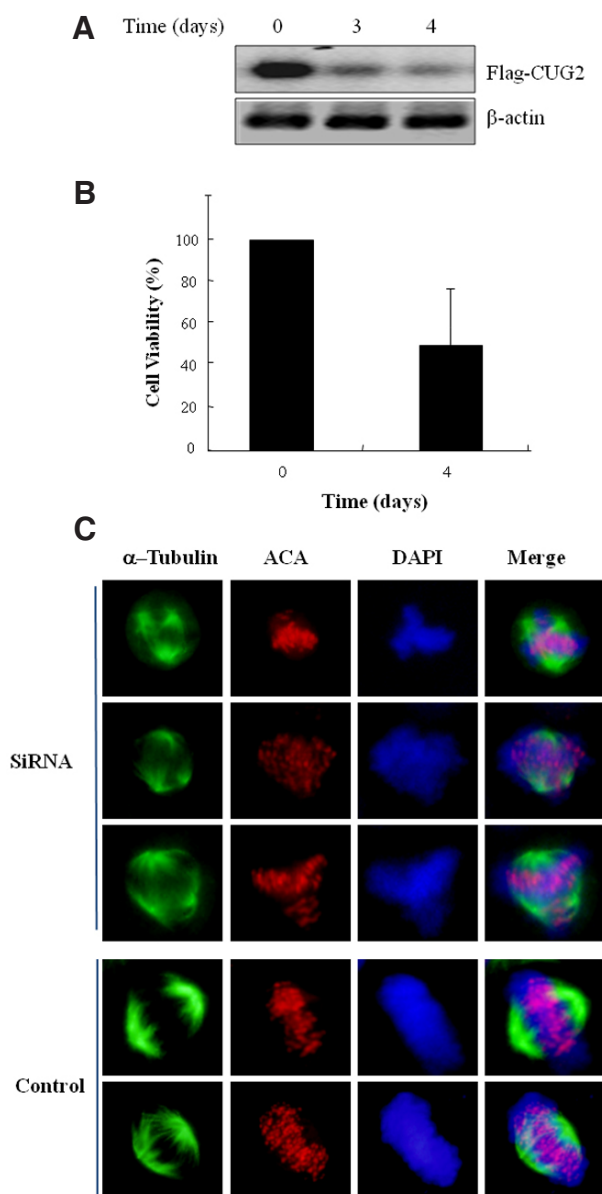 A
Time (days) 0 3 4
Flag-CUG2
β-actin
B
Cell Viability (%)
100
80
60
40
20
0
0 4
Time (days)
C
α–Tubulin ACA DAPI Merge
SiRNA
Control